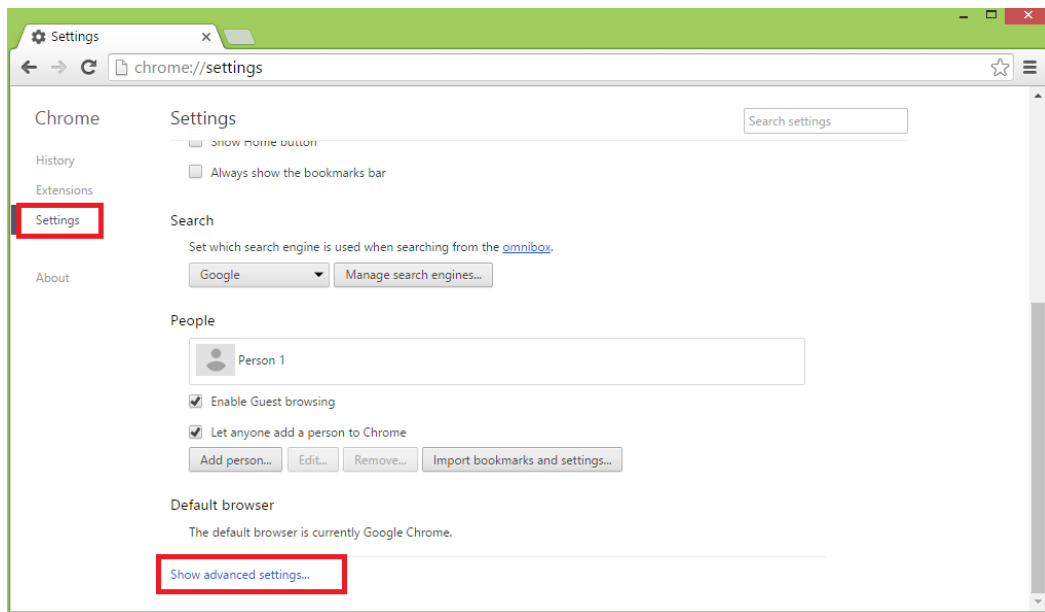 Settings
chrome://settings
Chrome
Settings
Search settings
History
Extensions
Settings
About
Show Home button
Always show the bookmarks bar
Search
Set which search engine is used when searching from the omnibox.
Google
Manage search engines...
People
Person 1
Enable Guest browsing
Let anyone add a person to Chrome
Add person... Edit... Remove... Import bookmarks and settings...
Default browser
The default browser is currently Google Chrome.
Show advanced settings...